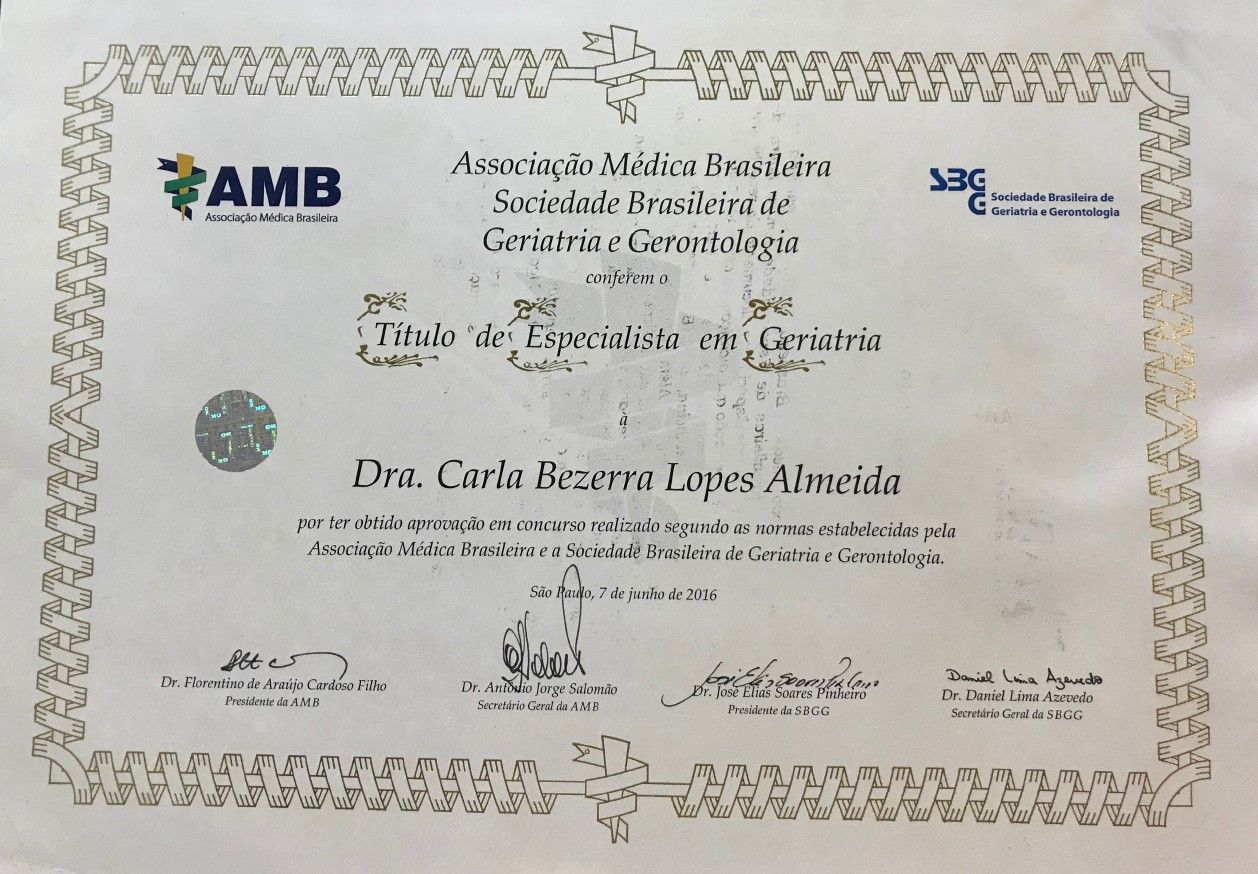 AMB
Associação Médica Brasileira
Associação Médica Brasileira
Sociedade Brasileira de
Geriatria e Gerontologia
SBGG
Sociedade Brasileira de
Geriatria e Gerontologia
conferem o
Título de Especialista em Geriatria
à
Dra. Carla Bezerra Lopes Almeida
por ter obtido aprovação em concurso realizado segundo as normas estabelecidas pela
Associação Médica Brasileira e a Sociedade Brasileira de Geriatria e Gerontologia.
São Paulo, 7 de junho de 2016
Dr. Florentino de Araújo Cardoso Filho
Presidente da AMB
Dr. Antônio Jorge Salomão
Secretário Geral da AMB
Dr. José Elias Soares Pinheiro
Presidente da SBGG
Daniel Lima Azevedo
Dr. Daniel Lima Azevedo
Secretário Geral da SBGG